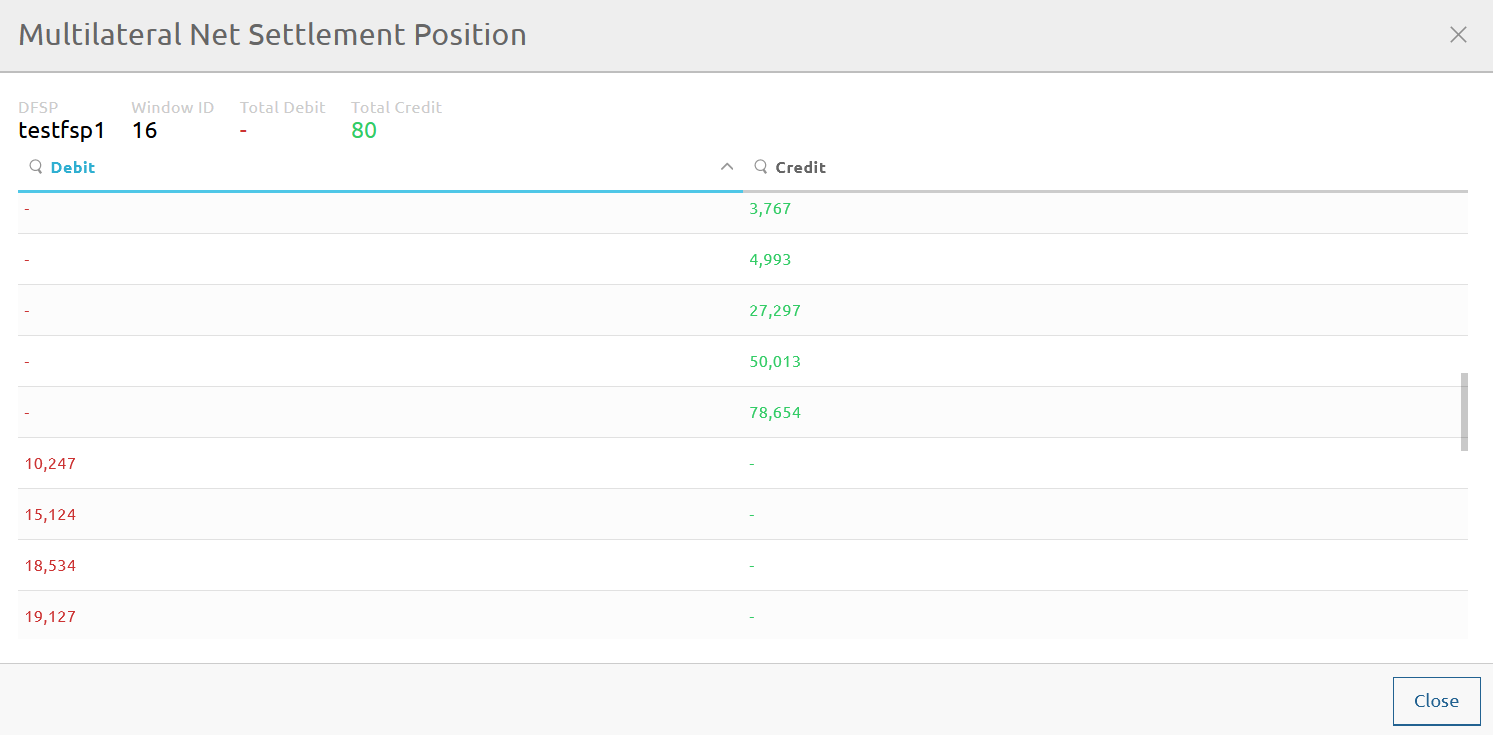 Multilateral Net Settlement Position
DFSP Window ID Total Debit Total Credit
testfsp1 16 - 80
Debit Credit
- 3,767
- 4,993
- 27,297
- 50,013
- 78,654
10,247 -
15,124 -
18,534 -
19,127 -
Close